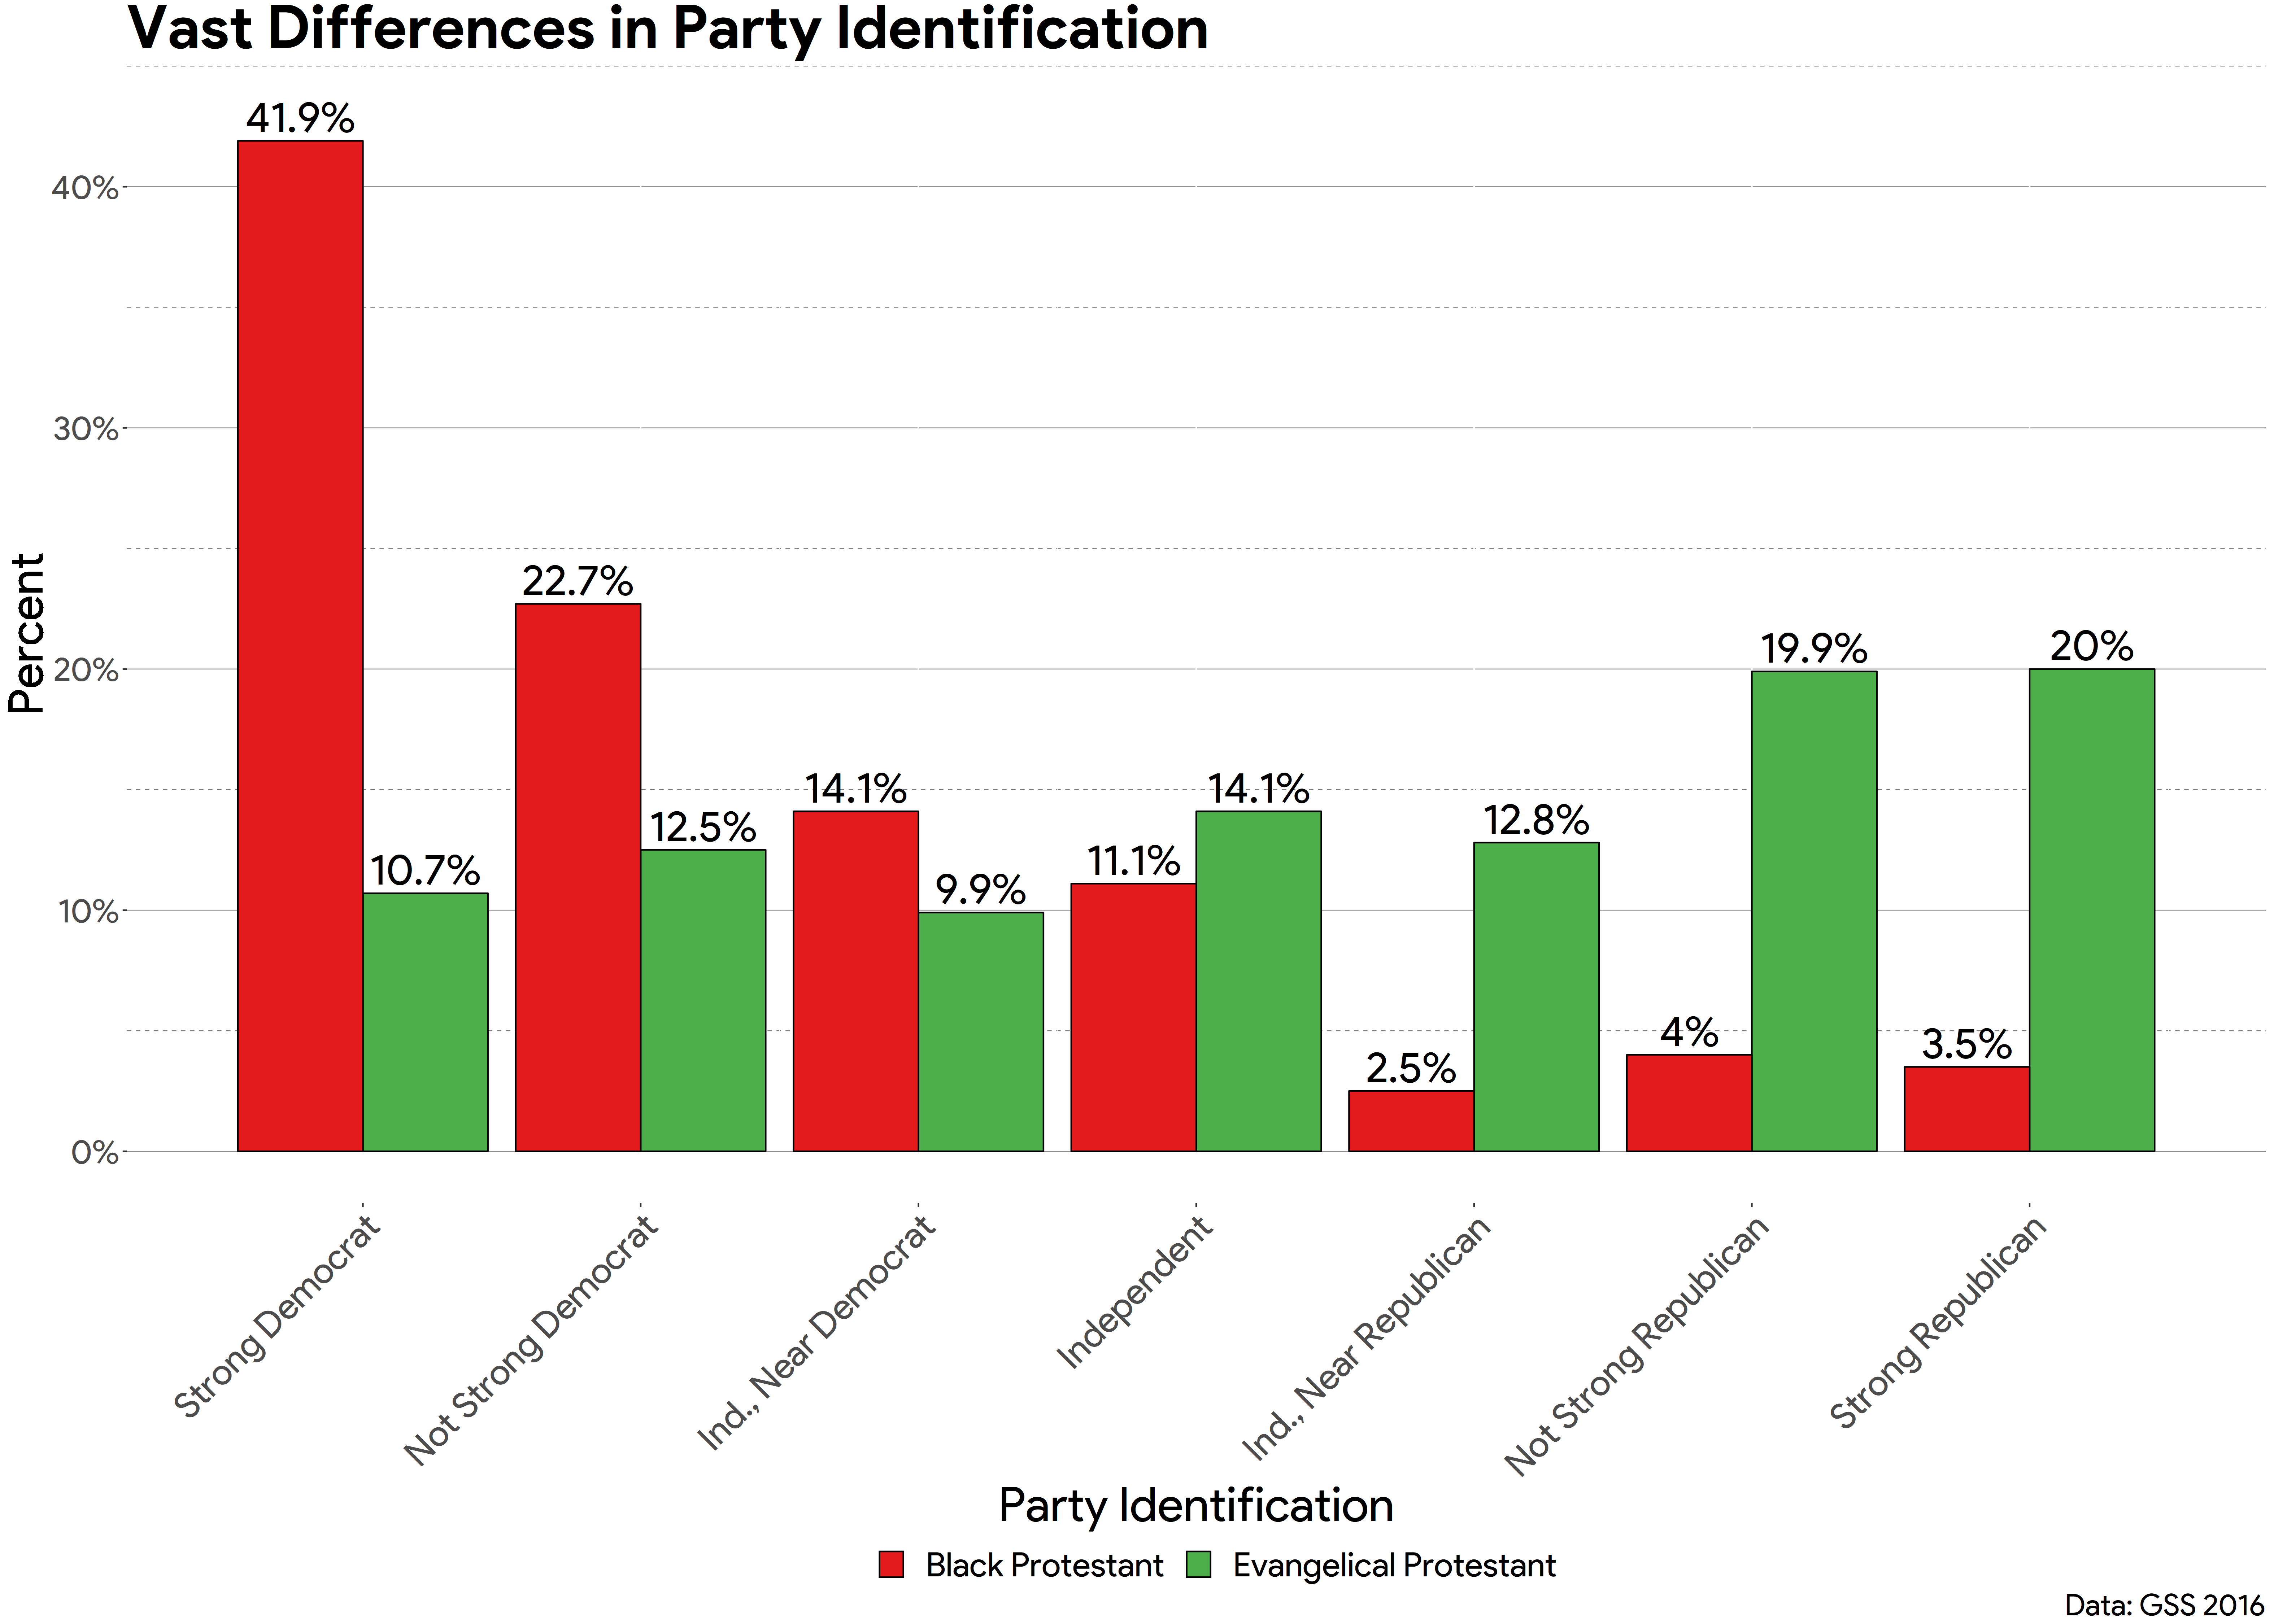 Vast Differences in Party Identification
41.9%
40%
30%
22.7%
20%
19.9%
20%
14.1%
14.1%
12.5%
12.8%
11.1%
10.7%
9.9%
10%
4%
3.5%
2.5%
0%
Percent
Strong Democrat
Not Strong Democrat
Ind., Near Democrat
Independent
Ind., Near Republican
Not Strong Republican
Strong Republican
Party Identification
Black Protestant Evangelical Protestant
Data: GSS 2016